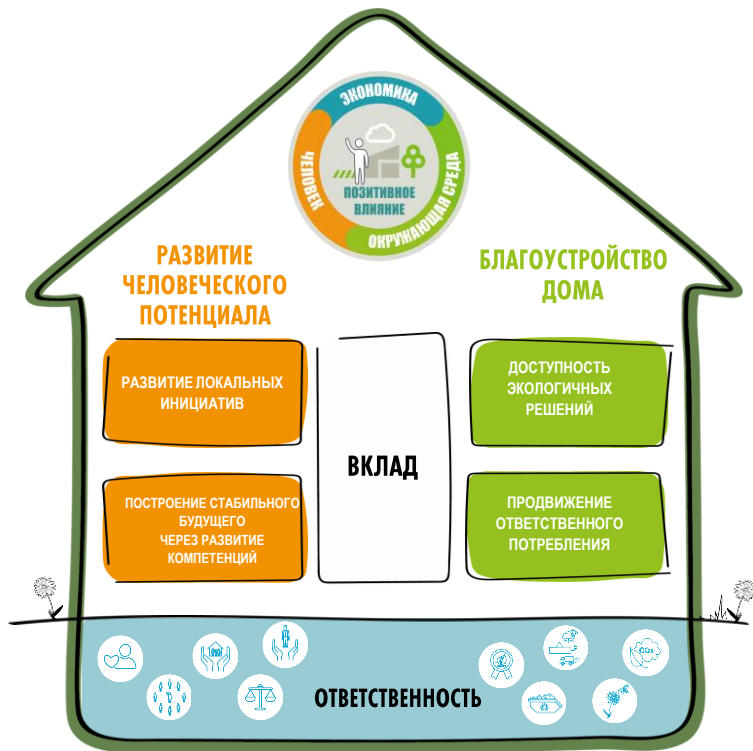 ЭКОНОМИКА
ЧЕЛОВЕК
ОКРУЖАЮЩАЯ СРЕДА
ПОЗИТИВНОЕ
ВЛИЯНИЕ
РАЗВИТИЕ
ЧЕЛОВЕЧЕСКОГО
ПОТЕНЦИАЛА
БЛАГОУСТРОЙСТВО
ДОМА
РАЗВИТИЕ ЛОКАЛЬНЫХ
ИНИЦИАТИВ
ДОСТУПНОСТЬ
ЭКОЛОГИЧНЫХ
РЕШЕНИЙ
ВКЛАД
ПОСТРОЕНИЕ СТАБИЛЬНОГО
БУДУЩЕГО
ЧЕРЕЗ РАЗВИТИЕ
КОМПЕТЕНЦИЙ
ПРОДВИЖЕНИЕ
ОТВЕТСТВЕННОГО
ПОТРЕБЛЕНИЯ
CO₂
ОТВЕТСТВЕННОСТЬ